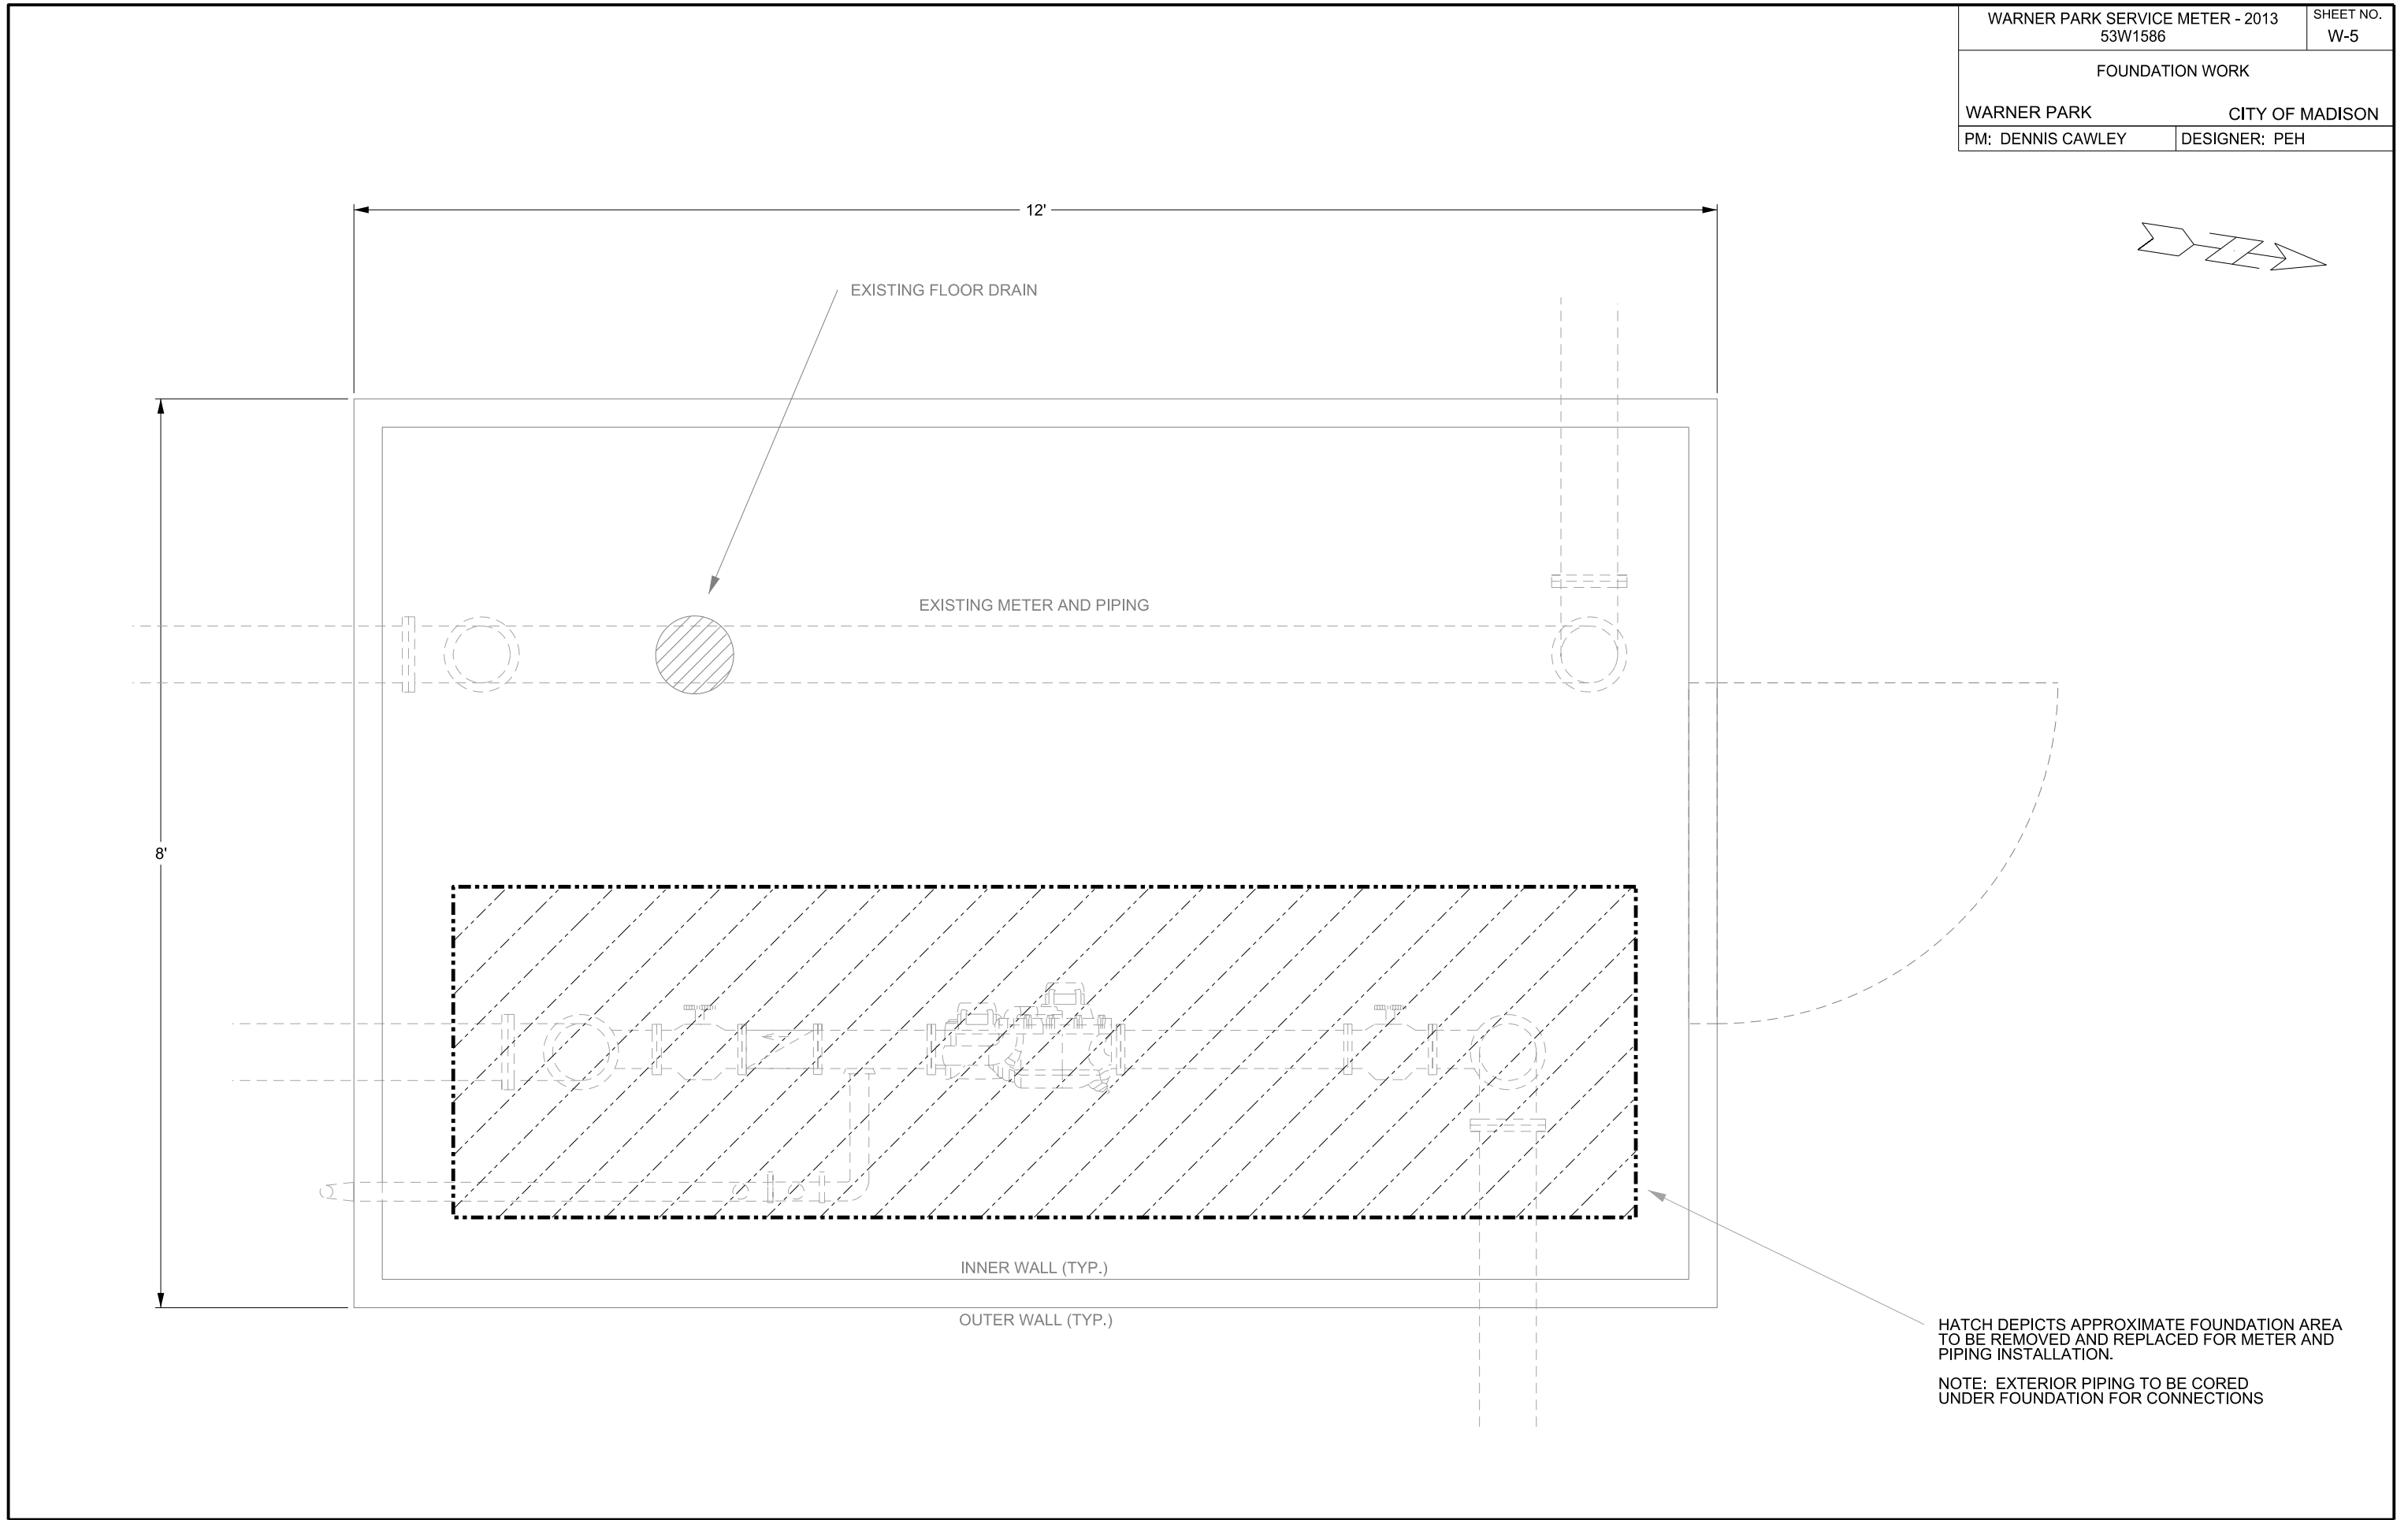 WARNER PARK SERVICE METER - 2013
53W1586
SHEET NO.
W-5
FOUNDATION WORK
WARNER PARK CITY OF MADISON
PM: DENNIS CAWLEY DESIGNER: PEH
12'
EXISTING FLOOR DRAIN
EXISTING METER AND PIPING
8'
INNER WALL (TYP.)
OUTER WALL (TYP.)
HATCH DEPICTS APPROXIMATE FOUNDATION AREA
TO BE REMOVED AND REPLACED FOR METER AND
PIPING INSTALLATION.
NOTE: EXTERIOR PIPING TO BE CORED
UNDER FOUNDATION FOR CONNECTIONS